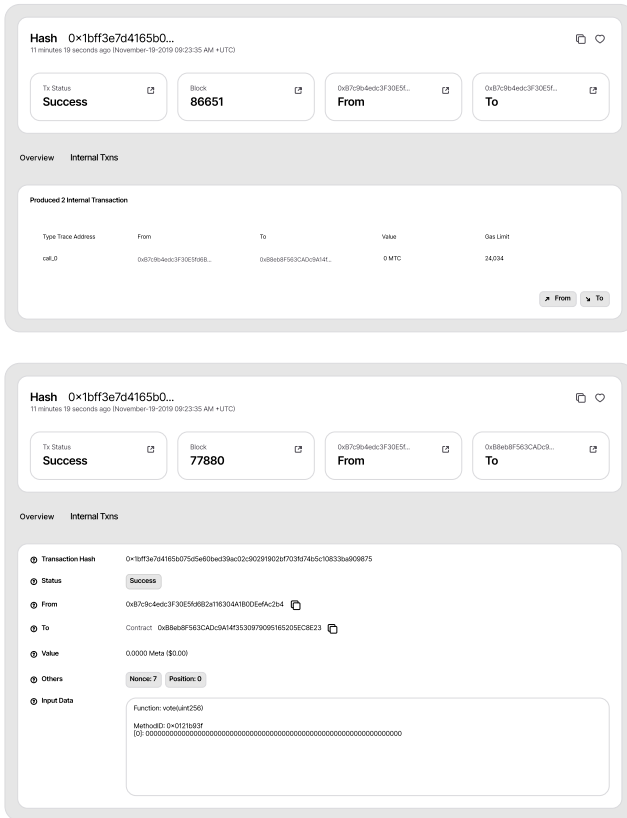 Hash 0×1bff3e7d4165b0...
11 minutes 19 seconds ago (November-19-2019 09:23:35 AM +UTC)
Tx Status
Success
Block
86651
0xB7c9b4edc3F30E5f...
From
0xB7c9b4edc3F30E5f...
To
Overview Internal Txns
Produced 2 Internal Transaction
Type Trace Address From To Value Gas Limit
call_0 0xB7c9b4edc3F30E5fd6B... 0xB8eb8F563CADc9A14f... 0 MTC 24,034
From To
Hash 0×1bff3e7d4165b0...
11 minutes 19 seconds ago (November-19-2019 09:23:35 AM +UTC)
Tx Status
Success
Block
77880
0xB7c9b4edc3F30E5f...
From
0xB8eb8F563CADc9...
To
Overview Internal Txns
Transaction Hash 0×1bff3e7d4165b075d5e60bed39ac02c90291902bf703fd74b5c10833ba909875
Status Success
From 0xB7c9c4edc3F30E5fd6B2a116304A1B0DEefAc2b4
To Contract 0xB8eb8F563CADc9A14f3530979095165205EC8E23
Value 0.0000 Meta ($0.00)
Others Nonce: 7 Position: 0
Input Data
Function: vote(uint256)
MethodID: 0×0121b93f
[0]: 0000000000000000000000000000000000000000000000000000000000000000